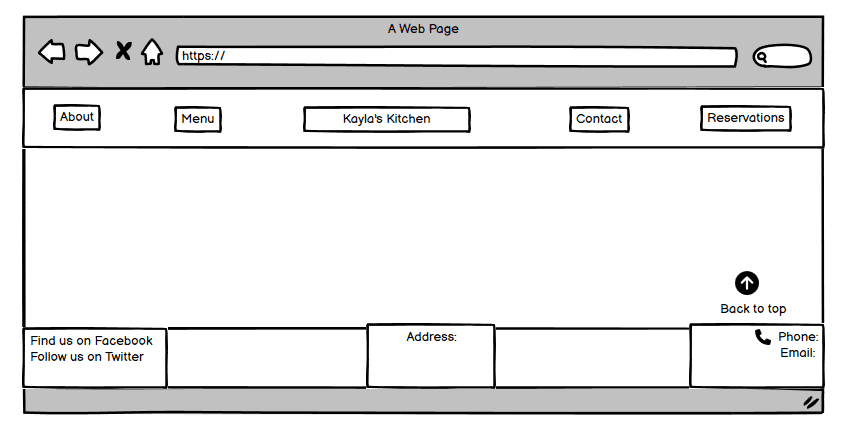 A Web Page
https://
About
Menu
Kayla's Kitchen
Contact
Reservations
Back to top
Find us on Facebook
Follow us on Twitter
Address:
Phone:
Email: